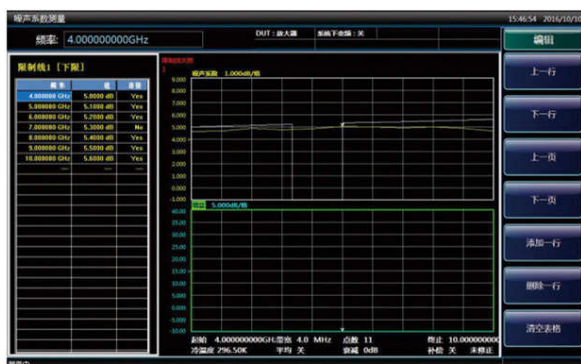 噪声系数测量
15:46:54 2016/10/10
频率: 4.000000000GHz
DUT : 放大器
系统下变频 : 关
编辑
限制线1 [下限]
频率 值 连接
4.000000 GHz 5.0000 dB Yes
5.000000 GHz 5.1000 dB Yes
6.000000 GHz 5.2000 dB Yes
7.000000 GHz 5.3000 dB No
8.000000 GHz 5.4000 dB Yes
9.000000 GHz 5.5000 dB Yes
10.000000 GHz 5.6000 dB Yes
1
噪声系数 1.000dB/格
9.000
8.000
7.000
6.000
5.000
4.000
3.000
2.000
1.000
0.000
-1.000
增益 5.000dB/格
40.00
35.00
30.00
25.00
20.00
15.00
10.00
5.000
0.000
-5.000
-10.00
起始 4.000000000GHz 带宽 4.0 MHz 点数 11 终止 10.00000000
冷温度 296.50K 平均 关 衰减 0dB 补偿 关 未修正
上一行
下一行
上一页
下一页
添加一行
删除一行
清空表格